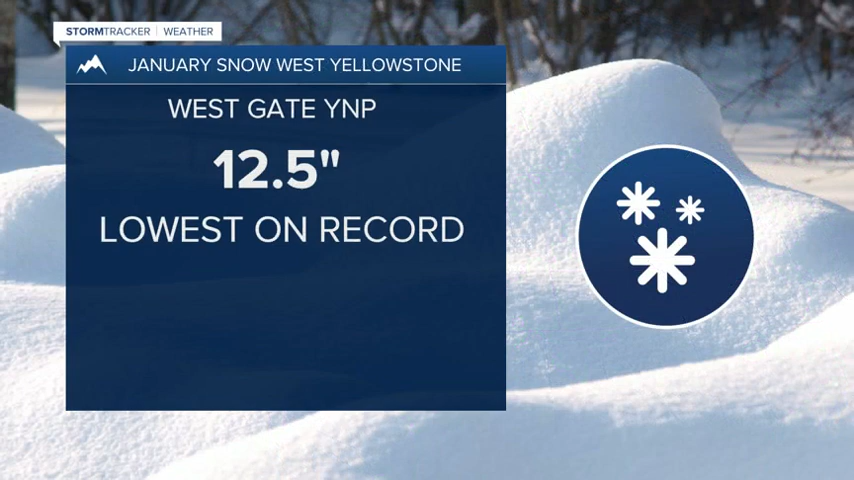 STORMTRACKER | WEATHER
JANUARY SNOW WEST YELLOWSTONE
WEST GATE YNP
12.5"
LOWEST ON RECORD